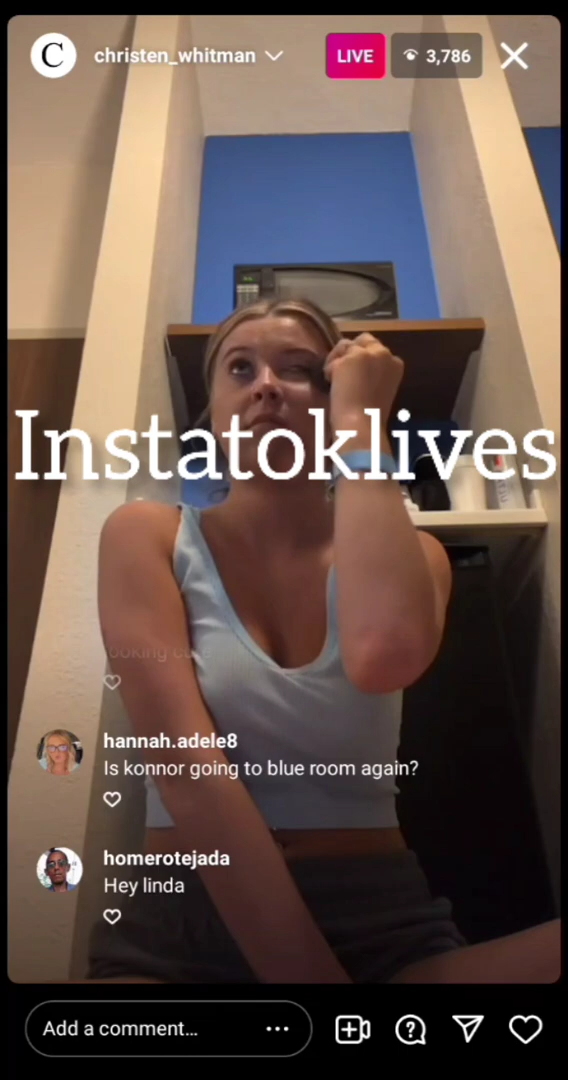 C christen_whitman LIVE 3,786
Instatoklives
hannah.adele8
Is konnor going to blue room again?
homerotejada
Hey linda
Add a comment...